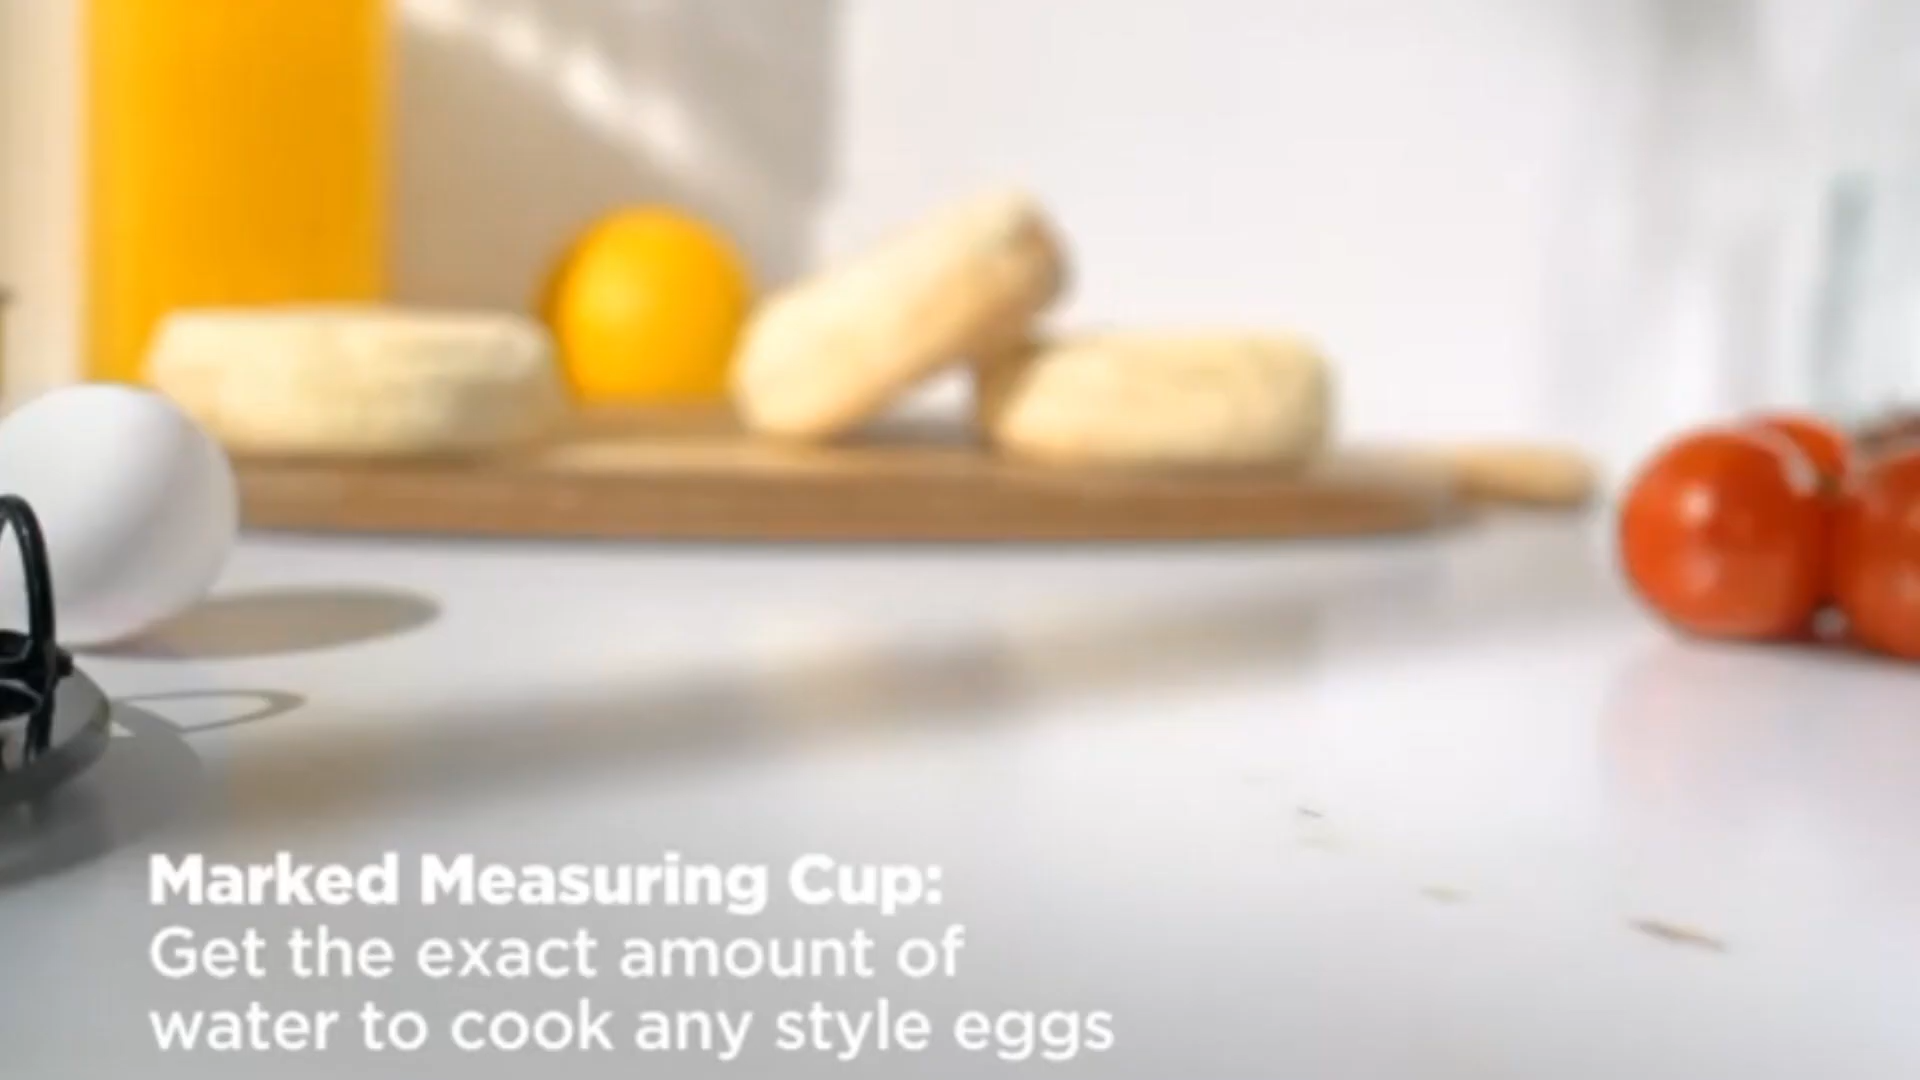 Marked Measuring Cup:
Get the exact amount of
water to cook any style eggs